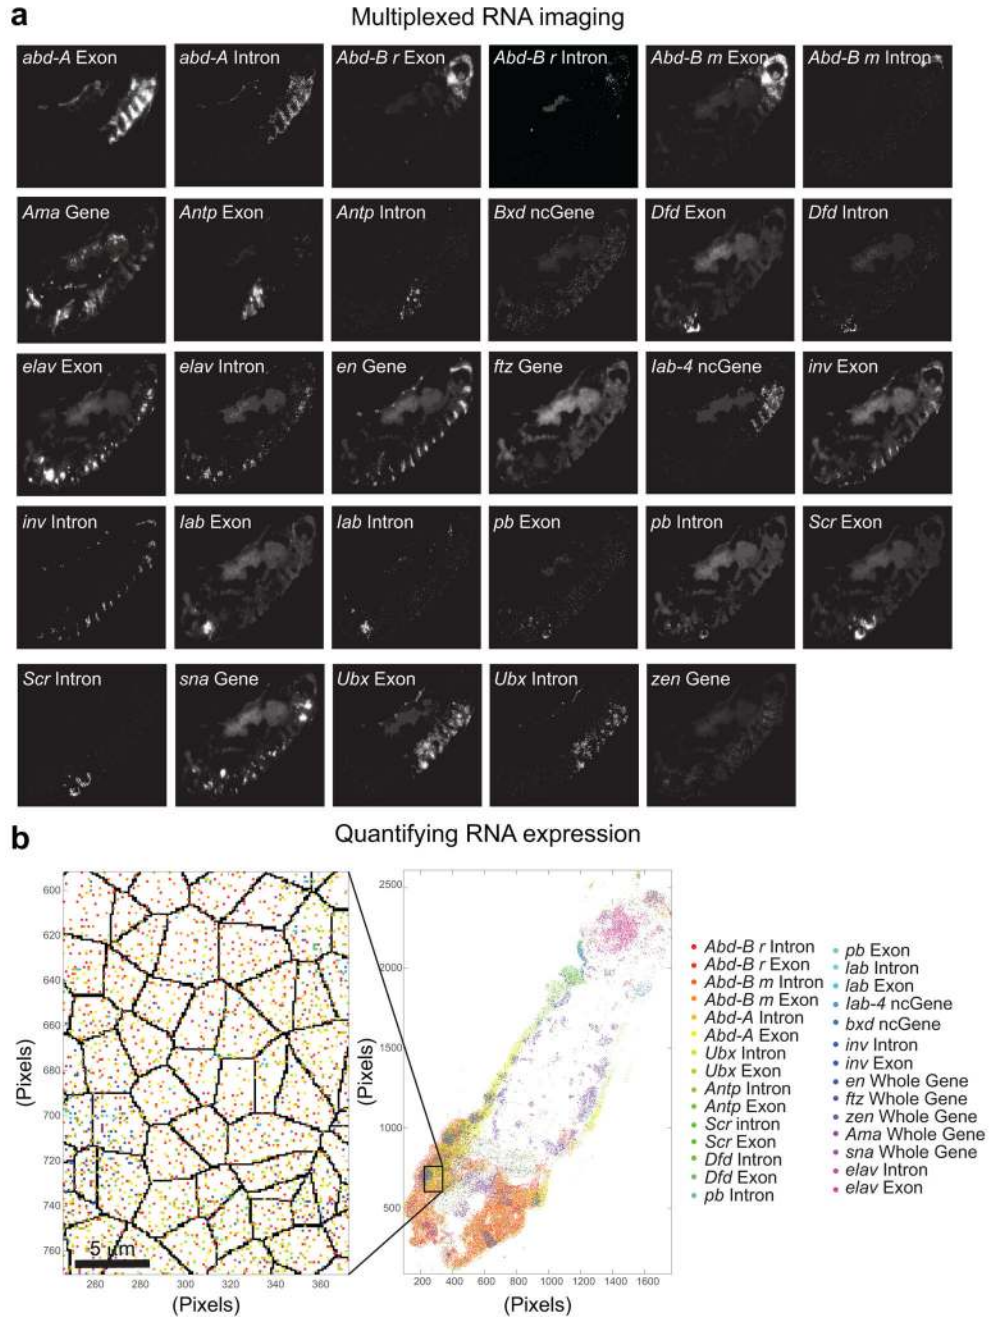 a
Multiplexed RNA imaging
abd-A Exon
abd-A Intron
Abd-B r Exon
Abd-B r Intron
Abd-B m Exon
Abd-B m Intron
Ama Gene
Antp Exon
Antp Intron
Bxd ncGene
Dfd Exon
Dfd Intron
elav Exon
elav Intron
en Gene
ftz Gene
Iab-4 ncGene
inv Exon
inv Intron
lab Exon
lab Intron
pb Exon
pb Intron
Scr Exon
Scr Intron
sna Gene
Ubx Exon
Ubx Intron
zen Gene
b
Quantifying RNA expression
600
620
640
660
680
700
720
740
760
(Pixels)
5 µm
260
280
300
320
340
360
(Pixels)
2500
2000
1500
1000
500
(Pixels)
200
400
600
800
1000
1200
1400
1600
(Pixels)
Abd-B r Intron
Abd-B r Exon
Abd-B m Intron
Abd-B m Exon
Abd-A Intron
Abd-A Exon
Ubx Intron
Ubx Exon
Antp Intron
Antp Exon
Scr intron
Scr Exon
Dfd Intron
Dfd Exon
pb Intron
pb Exon
lab Intron
lab Exon
Iab-4 ncGene
bxd ncGene
inv Intron
inv Exon
en Whole Gene
ftz Whole Gene
zen Whole Gene
Ama Whole Gene
sna Whole Gene
elav Intron
elav Exon